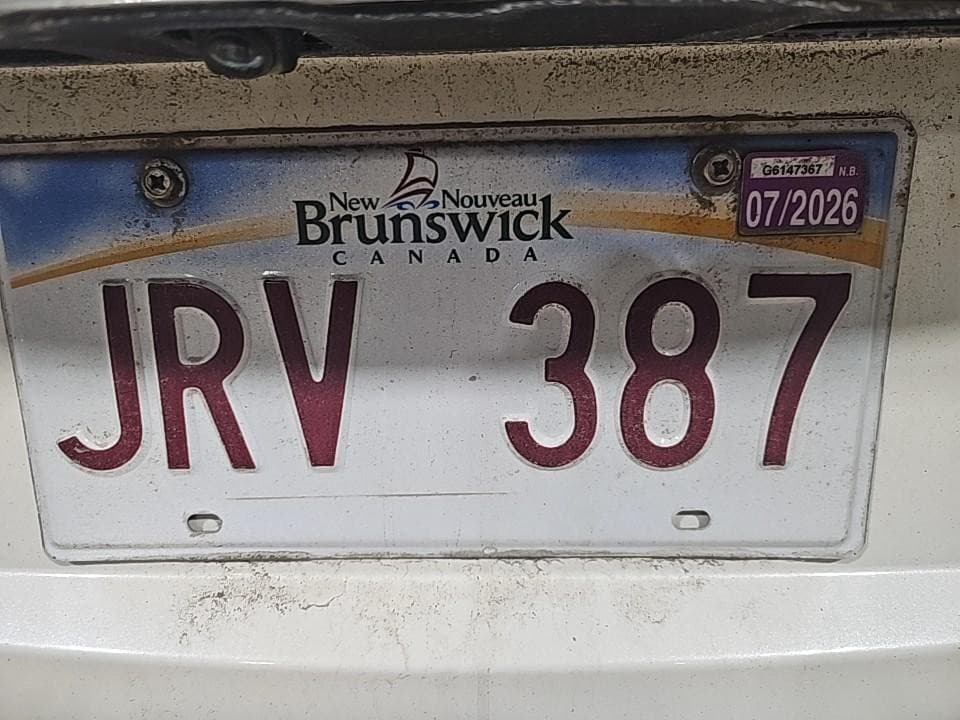 New Nouveau
Brunswick
CANADA
G6147367 N.B.
07/2026
JRV 387